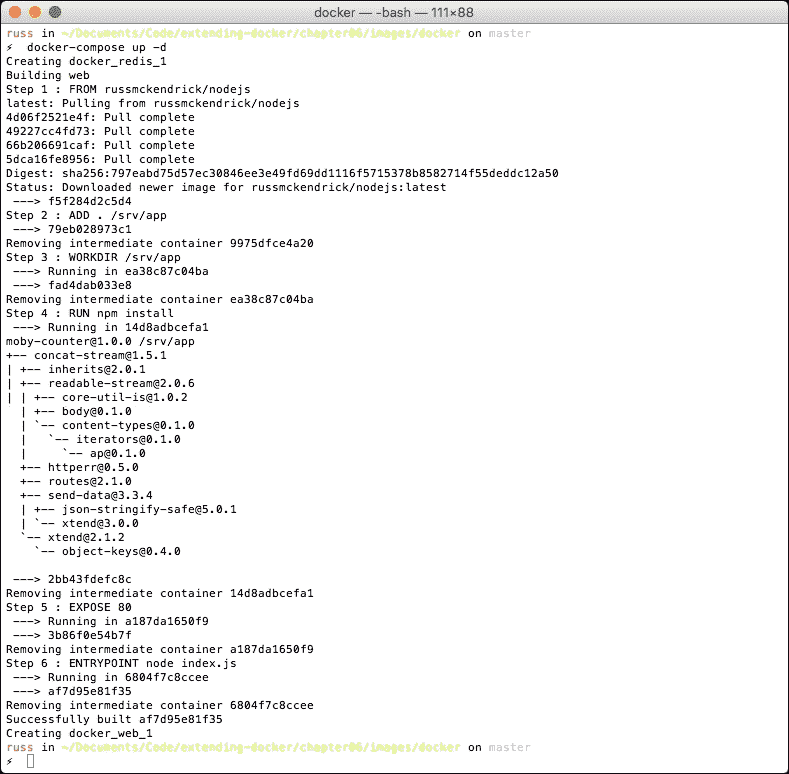 docker — -bash — 111×88
russ in ~/Documents/Code/extending-docker/chapter06/images/docker on master
⚡ docker-compose up -d
Creating docker_redis_1
Building web
Step 1 : FROM russmckendrick/nodejs
latest: Pulling from russmckendrick/nodejs
4d06f2521e4f: Pull complete
49227cc4fd73: Pull complete
66b206691caf: Pull complete
5dca16fe8956: Pull complete
Digest: sha256:797eabd75d57ec30846ee3e49fd69dd1116f5715378b8582714f55deddc12a50
Status: Downloaded newer image for russmckendrick/nodejs:latest
 ---> f5f284d2c5d4
Step 2 : ADD . /srv/app
 ---> 79eb028973c1
Removing intermediate container 9975dfce4a20
Step 3 : WORKDIR /srv/app
 ---> Running in ea38c87c04ba
 ---> fad4dab033e8
Removing intermediate container ea38c87c04ba
Step 4 : RUN npm install
 ---> Running in 14d8adbcefa1
moby-counter@1.0.0 /srv/app
+-- concat-stream@1.5.1
| +-- inherits@2.0.1
| +-- readable-stream@2.0.6
| | +-- core-util-is@1.0.2
  | +-- body@0.1.0
  | `-- content-types@0.1.0
  |   `-- iterators@0.1.0
  |     `-- ap@0.1.0
  +-- httperr@0.5.0
  +-- routes@2.1.0
  +-- send-data@3.3.4
  | +-- json-stringify-safe@5.0.1
  | `-- xtend@3.0.0
  `-- xtend@2.1.2
    `-- object-keys@0.4.0
 ---> 2bb43fdefc8c
Removing intermediate container 14d8adbcefa1
Step 5 : EXPOSE 80
 ---> Running in a187da1650f9
 ---> 3b86f0e54b7f
Removing intermediate container a187da1650f9
Step 6 : ENTRYPOINT node index.js
 ---> Running in 6804f7c8ccee
 ---> af7d95e81f35
Removing intermediate container 6804f7c8ccee
Successfully built af7d95e81f35
Creating docker_web_1
russ in ~/Documents/Code/extending-docker/chapter06/images/docker on master
⚡